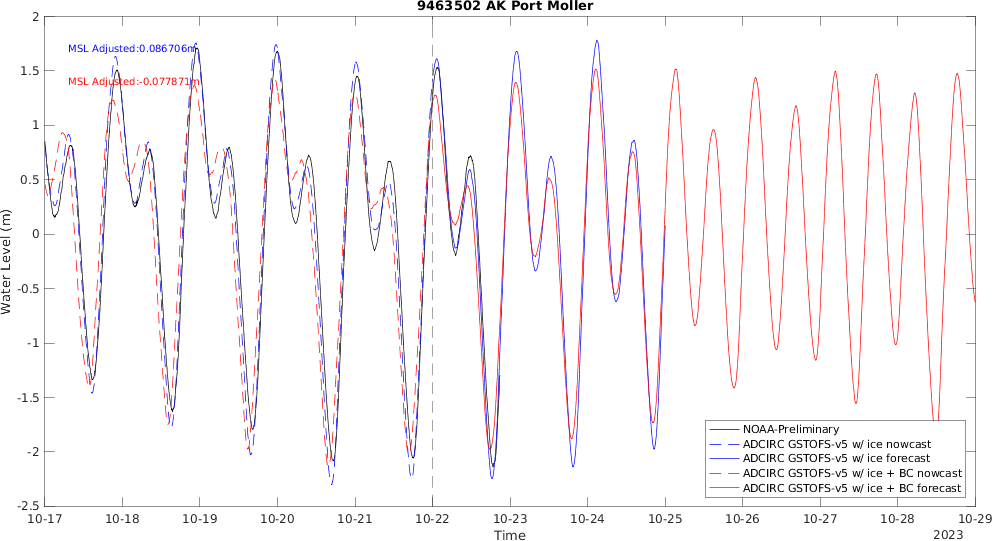 9463502 AK Port Moller
MSL Adjusted:0.086706m
MSL Adjusted:-0.077871m
Water Level (m)
2
1.5
1
0.5
0
-0.5
-1
-1.5
-2
-2.5
NOAA-Preliminary
ADCIRC GSTOFS-v5 w/ ice nowcast
ADCIRC GSTOFS-v5 w/ ice forecast
ADCIRC GSTOFS-v5 w/ ice + BC nowcast
ADCIRC GSTOFS-v5 w/ ice + BC forecast
10-17 10-18 10-19 10-20 10-21 10-22 10-23 10-24 10-25 10-26 10-27 10-28 10-29
Time
2023